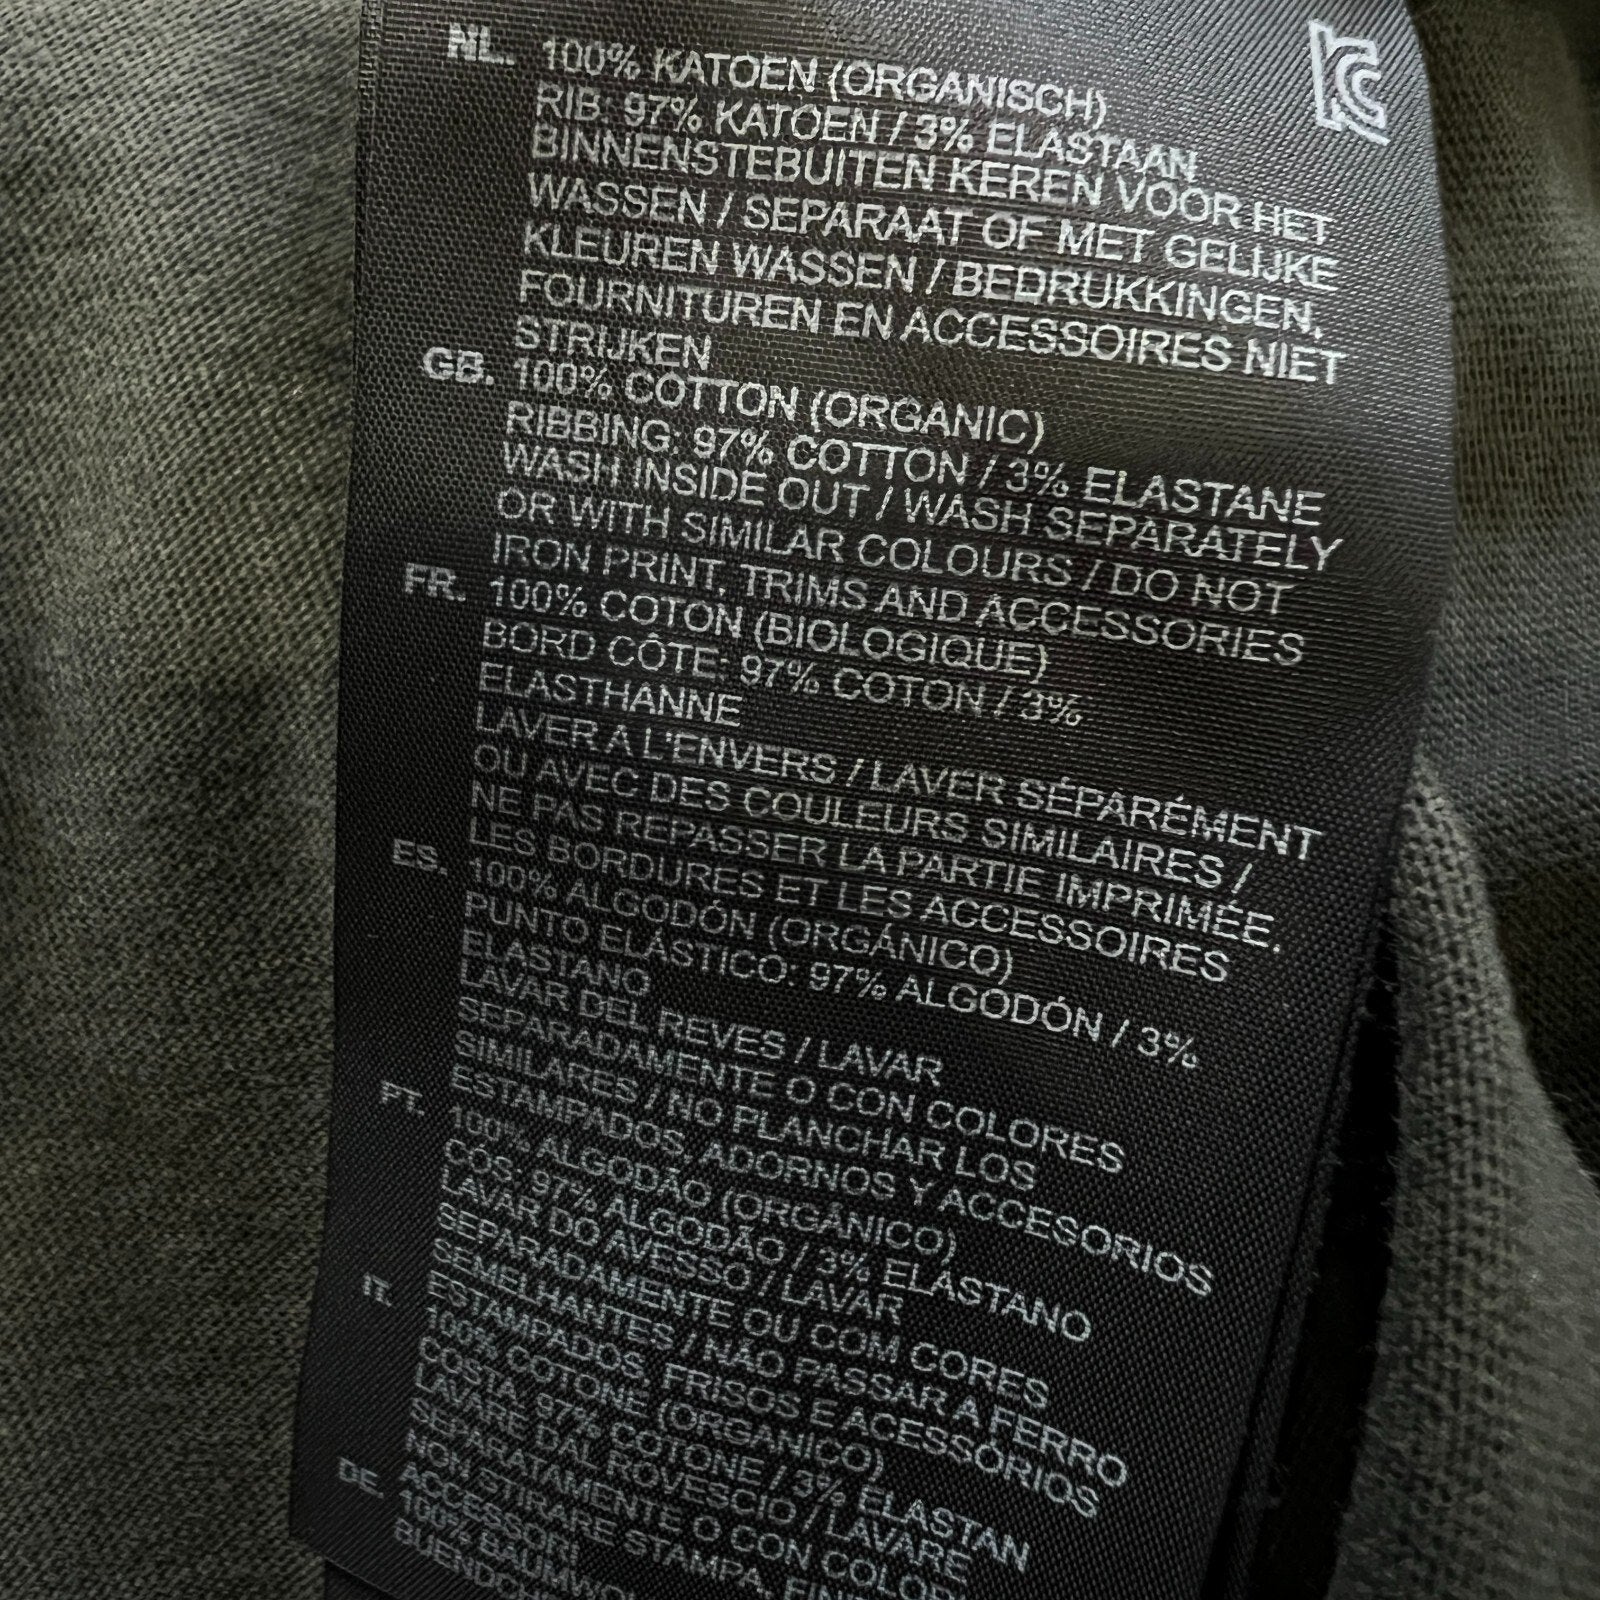 NL. 100% KATOEN (ORGANISCH)
RIB: 97% KATOEN / 3% ELASTAAN
BINNENSTEBUITEN KEREN VOOR HET
WASSEN / SEPARAAT OF MET GELIJKE
KLEUREN WASSEN / BEDRUKKINGEN,
FOURNITUREN EN ACCESSOIRES NIET
STRIJKEN
GB. 100% COTTON (ORGANIC)
RIBBING: 97% COTTON / 3% ELASTANE
WASH INSIDE OUT / WASH SEPARATELY
OR WITH SIMILAR COLOURS / DO NOT
IRON PRINT, TRIMS AND ACCESSORIES
FR. 100% COTON (BIOLOGIQUE)
BORD CÔTE: 97% COTON / 3%
ELASTHANNE
LAVER A L'ENVERS / LAVER SÉPARÉMENT
OU AVEC DES COULEURS SIMILAIRES /
NE PAS REPASSER LA PARTIE IMPRIMÉE.
LES BORDURES ET LES ACCESSOIRES
ES. 100% ALGODÓN (ORGÁNICO)
PUNTO ELÁSTICO: 97% ALGODÓN / 3%
ELASTANO
LAVAR DEL REVES / LAVAR
SEPARADAMENTE O CON COLORES
SIMILARES / NO PLANCHAR LOS
ESTAMPADOS, ADORNOS Y ACCESORIOS
PT. 100% ALGODÃO (ORGÂNICO)
COS: 97% ALGODÃO / 3% ELASTANO
LAVAR DO AVESSO / LAVAR
SEPARADAMENTE OU COM CORES
SEMELHANTES / NÃO PASSAR A FERRO
ESTAMPADOS, FRISOS E ACESSÓRIOS
IT. 100% COTONE (ORGANICO)
COSTA: 97% COTONE / 3% ELASTAN
LAVARE DAL ROVESCIO / LAVARE
SEPARATAMENTE O CON COLORI
NON STIRARE STAMPA,
ACCESSORI
DE. 100%